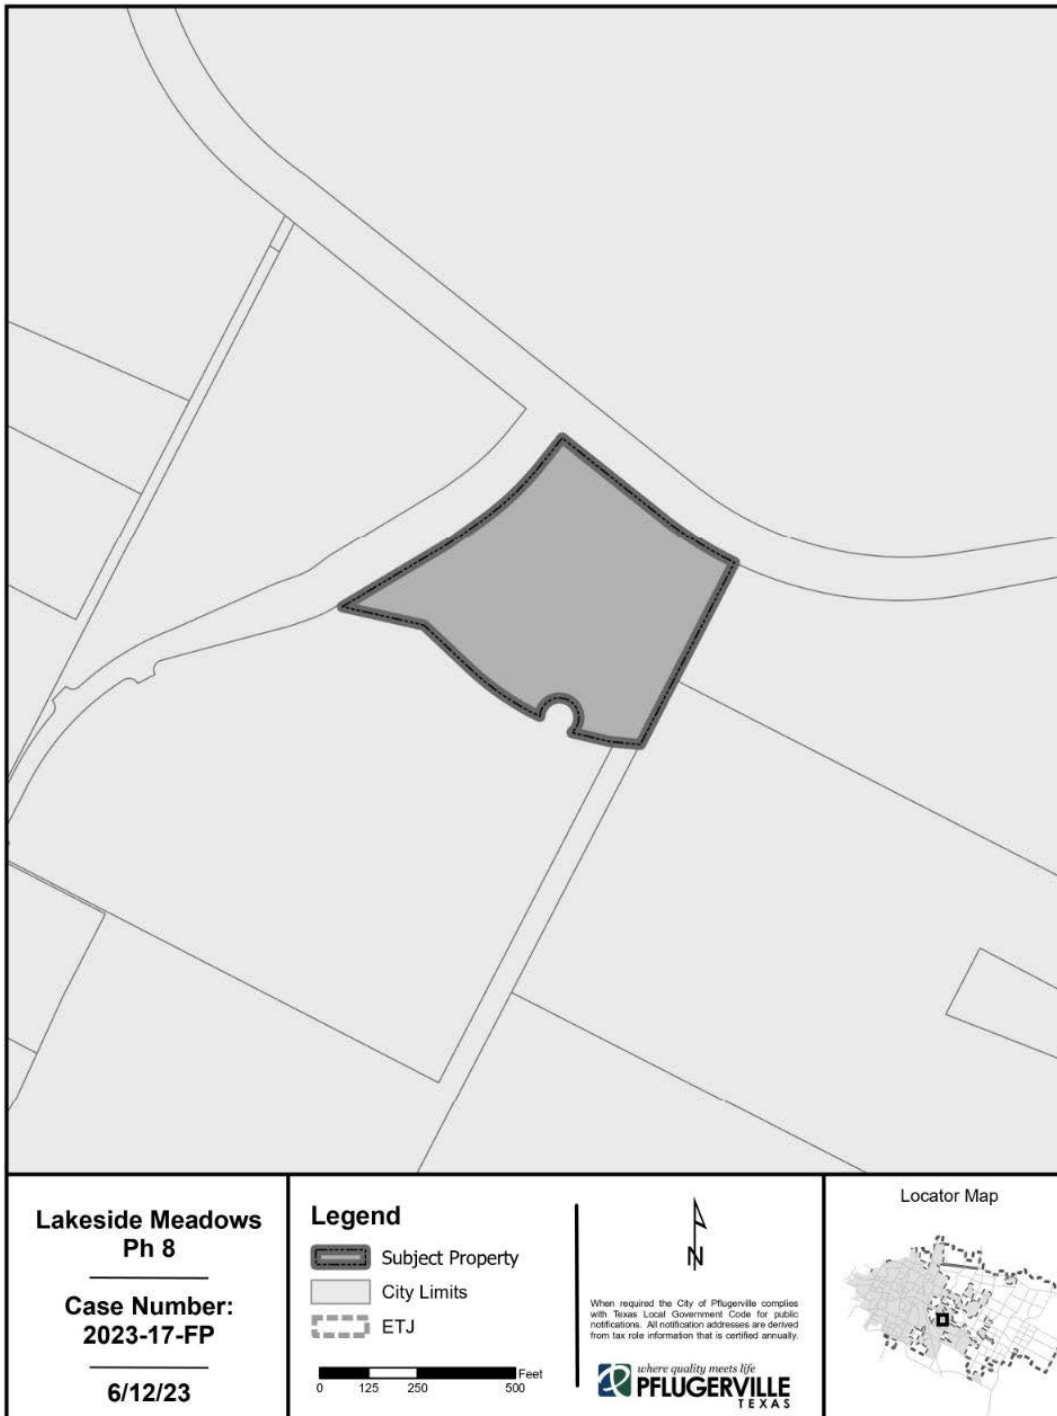 Lakeside Meadows
Ph 8
Case Number:
2023-17-FP
6/12/23
Legend
Subject Property
City Limits
ETJ
Feet
0 125 250 500
N
When required the City of Pflugerville complies
with Texas Local Government Code for public
notifications. All notification addresses are derived
from tax role information that is certified annually.
where quality meets life
PFLUGERVILLE
TEXAS
Locator Map